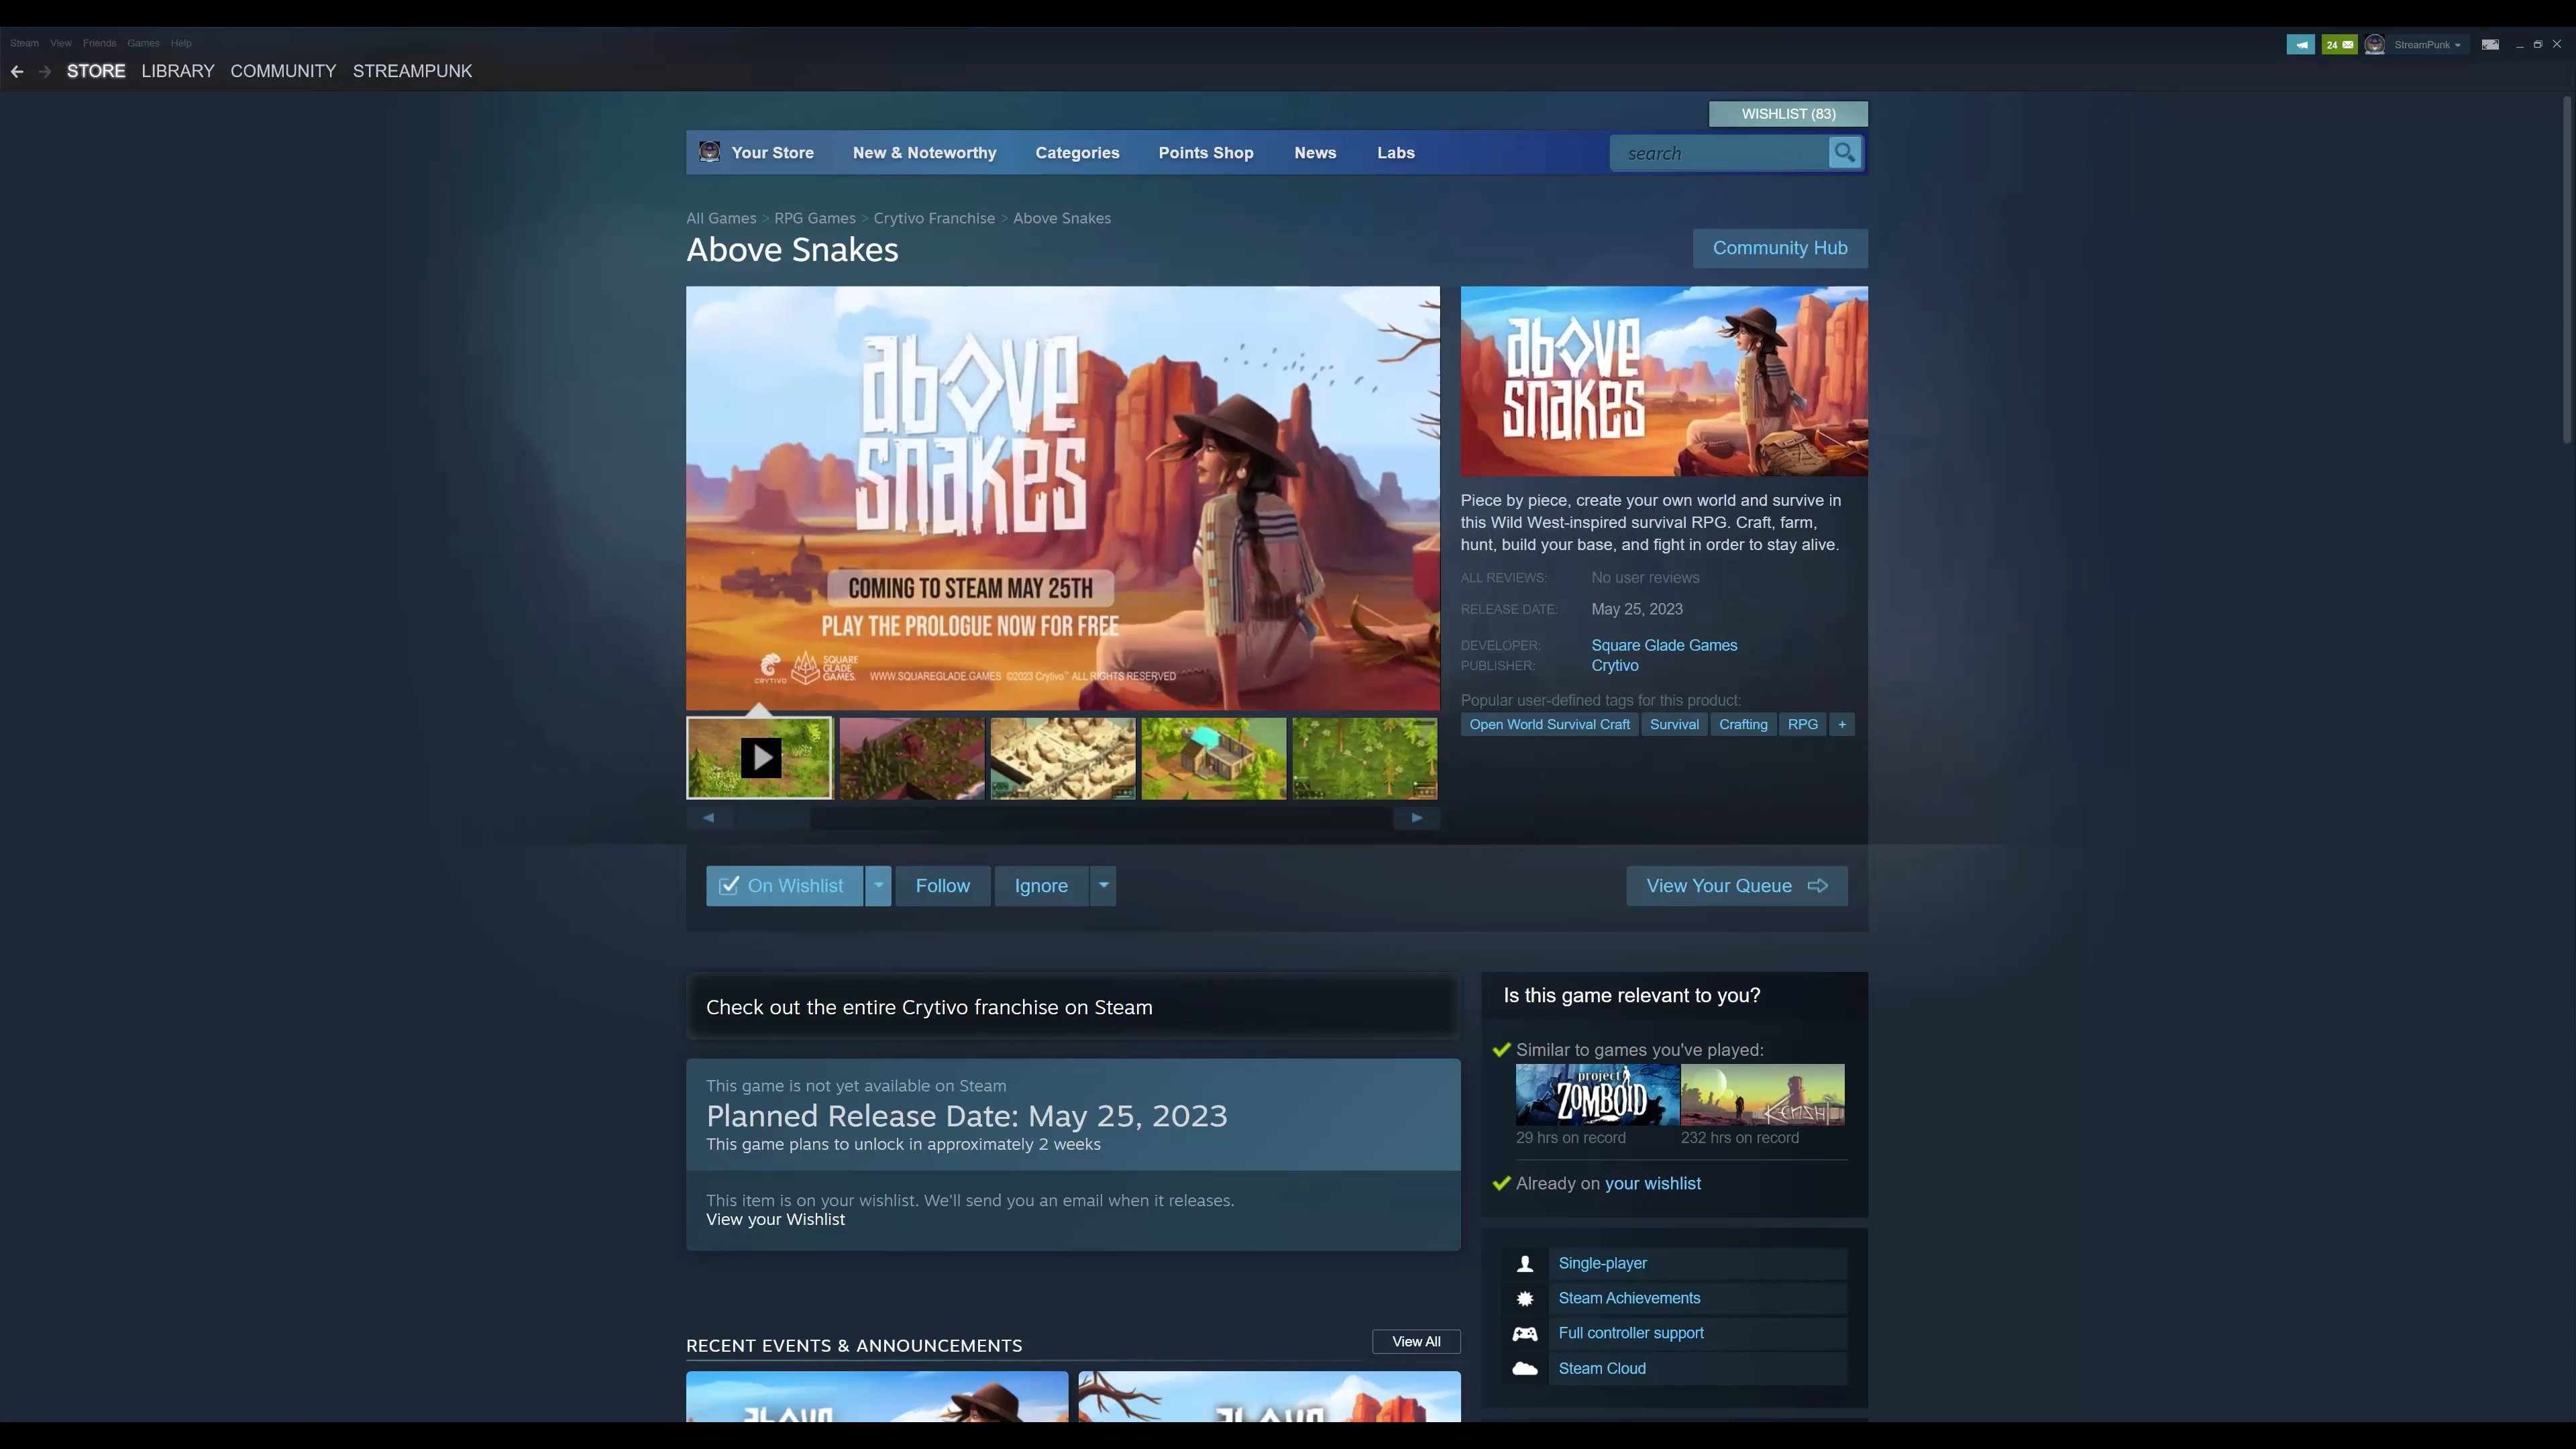 Steam View Friends Games Help
24 StreamPunk
STORE LIBRARY COMMUNITY STREAMPUNK
WISHLIST (83)
Your Store New & Noteworthy Categories Points Shop News Labs search
All Games > RPG Games > Crytivo Franchise > Above Snakes
Above Snakes
Community Hub
above
snakes
COMING TO STEAM MAY 25TH
PLAY THE PROLOGUE NOW FOR FREE
CRYTIVO SQUARE GLADE GAMES. WWW.SQUAREGLADE.GAMES ©2023 Crytivo™ ALL RIGHTS RESERVED
above
snakes
Piece by piece, create your own world and survive in
this Wild West-inspired survival RPG. Craft, farm,
hunt, build your base, and fight in order to stay alive.
ALL REVIEWS: No user reviews
RELEASE DATE: May 25, 2023
DEVELOPER: Square Glade Games
PUBLISHER: Crytivo
Popular user-defined tags for this product:
Open World Survival Craft Survival Crafting RPG +
On Wishlist Follow Ignore View Your Queue
Check out the entire Crytivo franchise on Steam
This game is not yet available on Steam
Planned Release Date: May 25, 2023
This game plans to unlock in approximately 2 weeks
This item is on your wishlist. We'll send you an email when it releases.
View your Wishlist
RECENT EVENTS & ANNOUNCEMENTS View All
above
above
Is this game relevant to you?
Similar to games you've played:
project ZOMBOID KENSHI
29 hrs on record 232 hrs on record
Already on your wishlist
Single-player
Steam Achievements
Full controller support
Steam Cloud